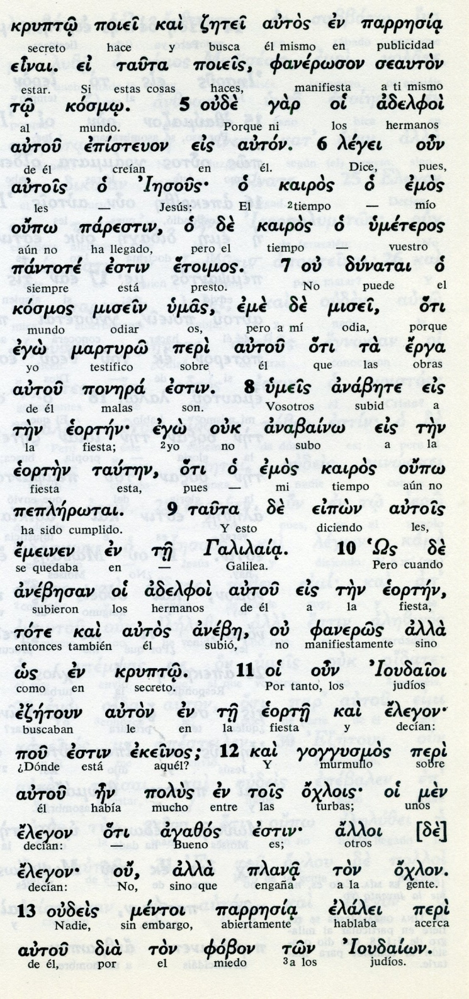 κρυπτῷ ποιεῖ καὶ ζητεῖ αὐτὸς ἐν παρρησίᾳ
secreto hace y busca él mismo en publicidad
εἶναι. εἰ ταῦτα ποιεῖς, φανέρωσον σεαυτὸν
estar. Si estas cosas haces, manifiesta a ti mismo
τῷ κόσμῳ. 5 οὐδὲ γὰρ οἱ ἀδελφοὶ
al mundo. Porque ni los hermanos
αὐτοῦ ἐπίστευον εἰς αὐτόν. 6 λέγει οὖν
de él creían en él. Dice, pues,
αὐτοῖς ὁ Ἰησοῦς· ὁ καιρὸς ὁ ἐμὸς
les Jesús: El ²tiempo — mío
οὔπω πάρεστιν, ὁ δὲ καιρὸς ὁ ὑμέτερος
aún no ha llegado, pero el tiempo — vuestro
πάντοτέ ἐστιν ἕτοιμος. 7 οὐ δύναται ὁ
siempre está presto. No puede el
κόσμος μισεῖν ὑμᾶς, ἐμὲ δὲ μισεῖ, ὅτι
mundo odiar os, pero a mí odia, porque
ἐγὼ μαρτυρῶ περὶ αὐτοῦ ὅτι τὰ ἔργα
yo testifico sobre él que las obras
αὐτοῦ πονηρά ἐστιν. 8 ὑμεῖς ἀνάβητε εἰς
de él malas son. Vosotros subid a
τὴν ἑορτήν· ἐγὼ οὐκ ἀναβαίνω εἰς τὴν
la fiesta; ²yo no subo a la
ἑορτὴν ταύτην, ὅτι ὁ ἐμὸς καιρὸς οὔπω
fiesta esta, pues — mi tiempo aún no
πεπλήρωται. 9 ταῦτα δὲ εἰπὼν αὐτοῖς
ha sido cumplido. Y esto diciendo les,
ἔμεινεν ἐν τῇ Γαλιλαίᾳ. 10 Ὡς δὲ
se quedaba en — Galilea. Pero cuando
ἀνέβησαν οἱ ἀδελφοὶ αὐτοῦ εἰς τὴν ἑορτήν,
subieron los hermanos de él a la fiesta,
τότε καὶ αὐτὸς ἀνέβη, οὐ φανερῶς ἀλλὰ
entonces también él subió, no manifiestamente sino
ὡς ἐν κρυπτῷ. 11 οἱ οὖν Ἰουδαῖοι
como en secreto. Por tanto, los judíos
ἐζήτουν αὐτὸν ἐν τῇ ἑορτῇ καὶ ἔλεγον·
buscaban le en la fiesta y decían:
ποῦ ἐστιν ἐκεῖνος; 12 καὶ γογγυσμὸς περὶ
¿Dónde está aquél? Y murmullo sobre
αὐτοῦ ἦν πολὺς ἐν τοῖς ὄχλοις· οἱ μὲν
él había mucho entre las turbas; unos
ἔλεγον ὅτι ἀγαθός ἐστιν· ἄλλοι [δὲ]
decían: — Bueno es; otros
ἔλεγον· οὔ, ἀλλὰ πλανᾷ τὸν ὄχλον.
decían: No, sino que engaña a la gente.
13 οὐδεὶς μέντοι παρρησίᾳ ἐλάλει περὶ
Nadie, sin embargo, abiertamente hablaba acerca
αὐτοῦ διὰ τὸν φόβον τῶν Ἰουδαίων.
de él, por el miedo ³a los judíos.